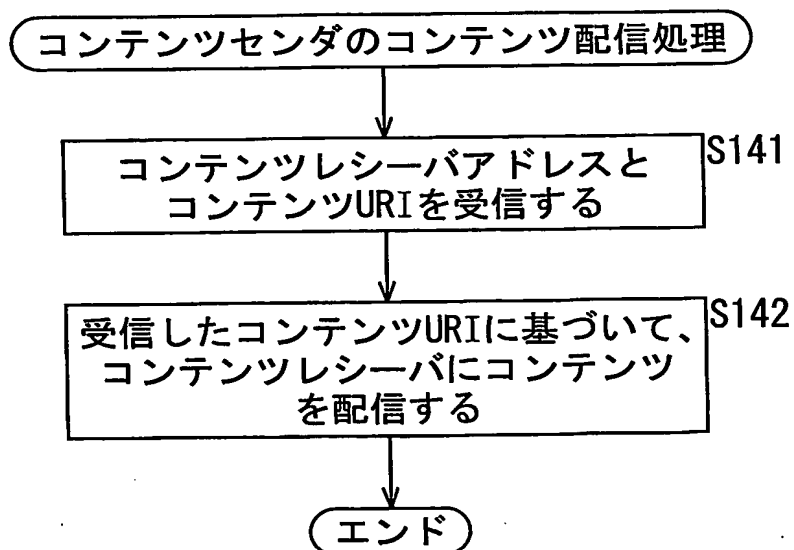 コンテンツセンダのコンテンツ配信処理
S141
コンテンツレシーバアドレスと
コンテンツURIを受信する
S142
受信したコンテンツURIに基づいて、
コンテンツレシーバにコンテンツ
を配信する
エンド